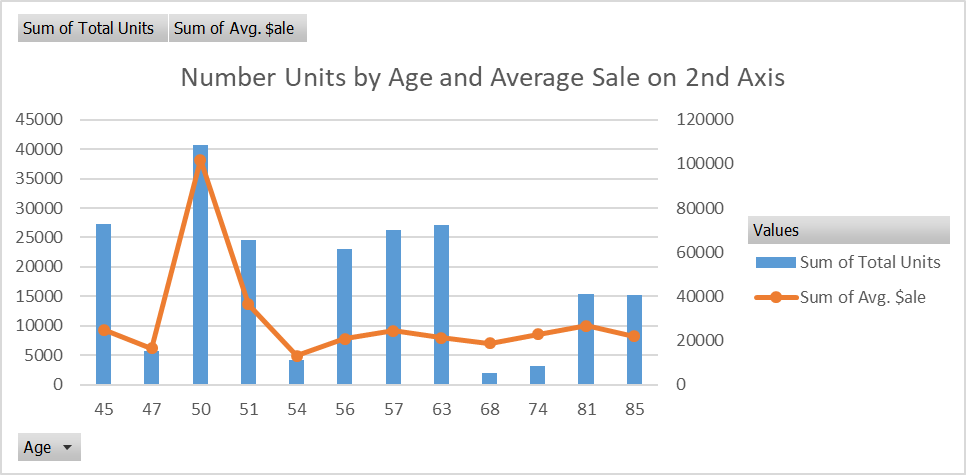 Sum of Total Units Sum of Avg. $ale
Number Units by Age and Average Sale on 2nd Axis
45000 120000
40000 100000
35000
30000 80000
25000 60000
20000
15000 40000
10000 20000
5000
0 0
45 47 50 51 54 56 57 63 68 74 81 85
Values
Sum of Total Units
Sum of Avg. $ale
Age